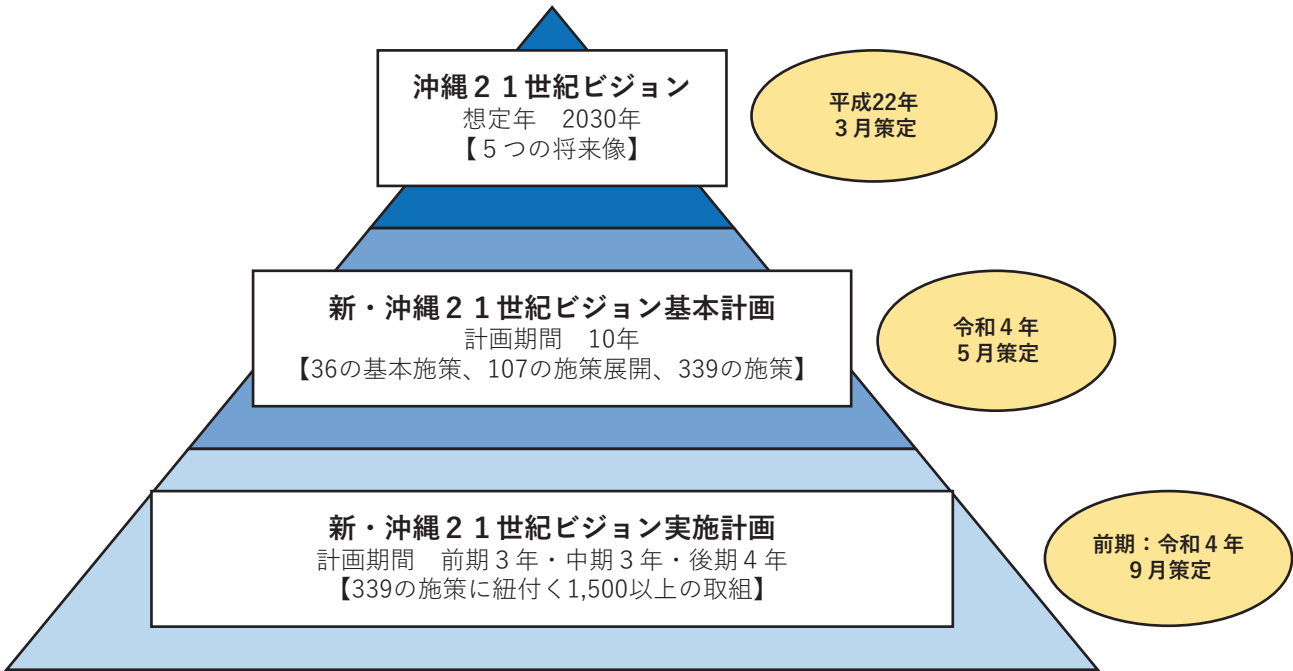 沖縄２１世紀ビジョン
想定年　2030年
【５つの将来像】
平成22年
３月策定
新・沖縄２１世紀ビジョン基本計画
計画期間　10年
【36の基本施策、107の施策展開、339の施策】
令和４年
５月策定
新・沖縄２１世紀ビジョン実施計画
計画期間　前期３年・中期３年・後期４年
【339の施策に紐付く1,500以上の取組】
前期：令和４年
９月策定